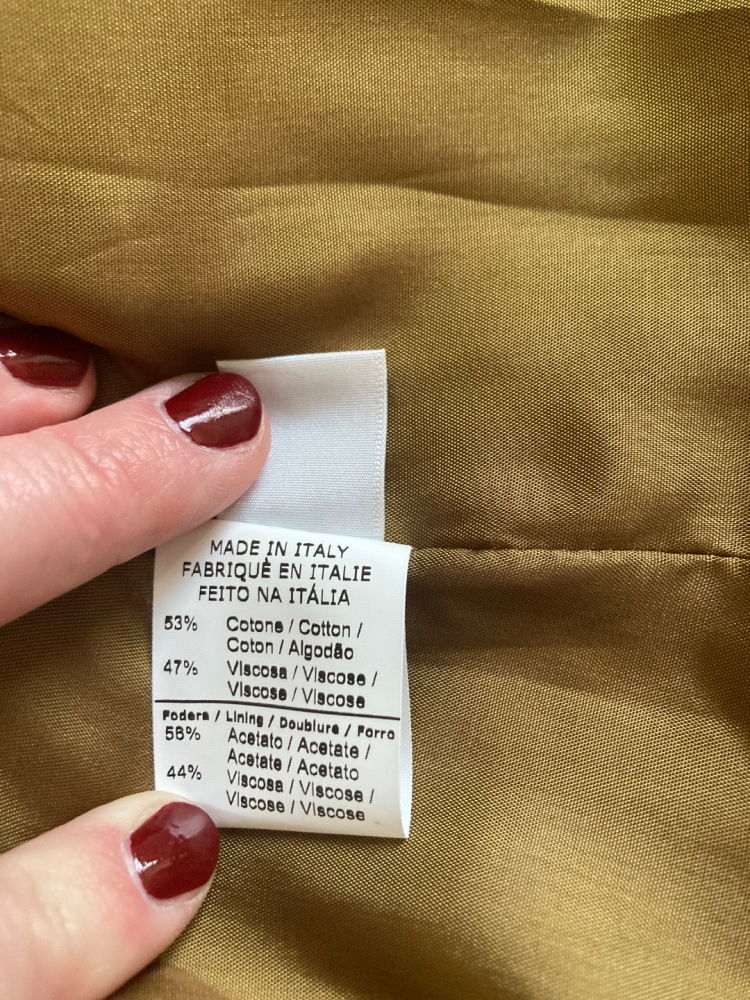 MADE IN ITALY
FABRIQUÈ EN ITALIE
FEITO NA ITÁLIA
53% Cotone / Cotton /
Coton / Algodão
47% Viscosa / Viscose /
Viscose / Viscose
Fodera / Lining / Doublure / Forro
56% Acetato / Acetate /
Acetate / Acetato
44% Viscosa / Viscose /
Viscose / Viscose